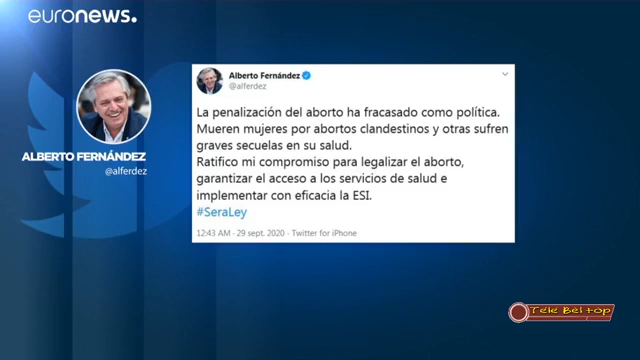 euronews.
Alberto Fernández
@alferdez
La penalización del aborto ha fracasado como política.
Mueren mujeres por abortos clandestinos y otras sufren
graves secuelas en su salud.
Ratifico mi compromiso para legalizar el aborto,
garantizar el acceso a los servicios de salud e
implementar con eficacia la ESI.
#SeraLey
12:43 AM - 29 sept. 2020 - Twitter for iPhone
ALBERTO FERNÁNDEZ
@alferdez
Tele Bel top